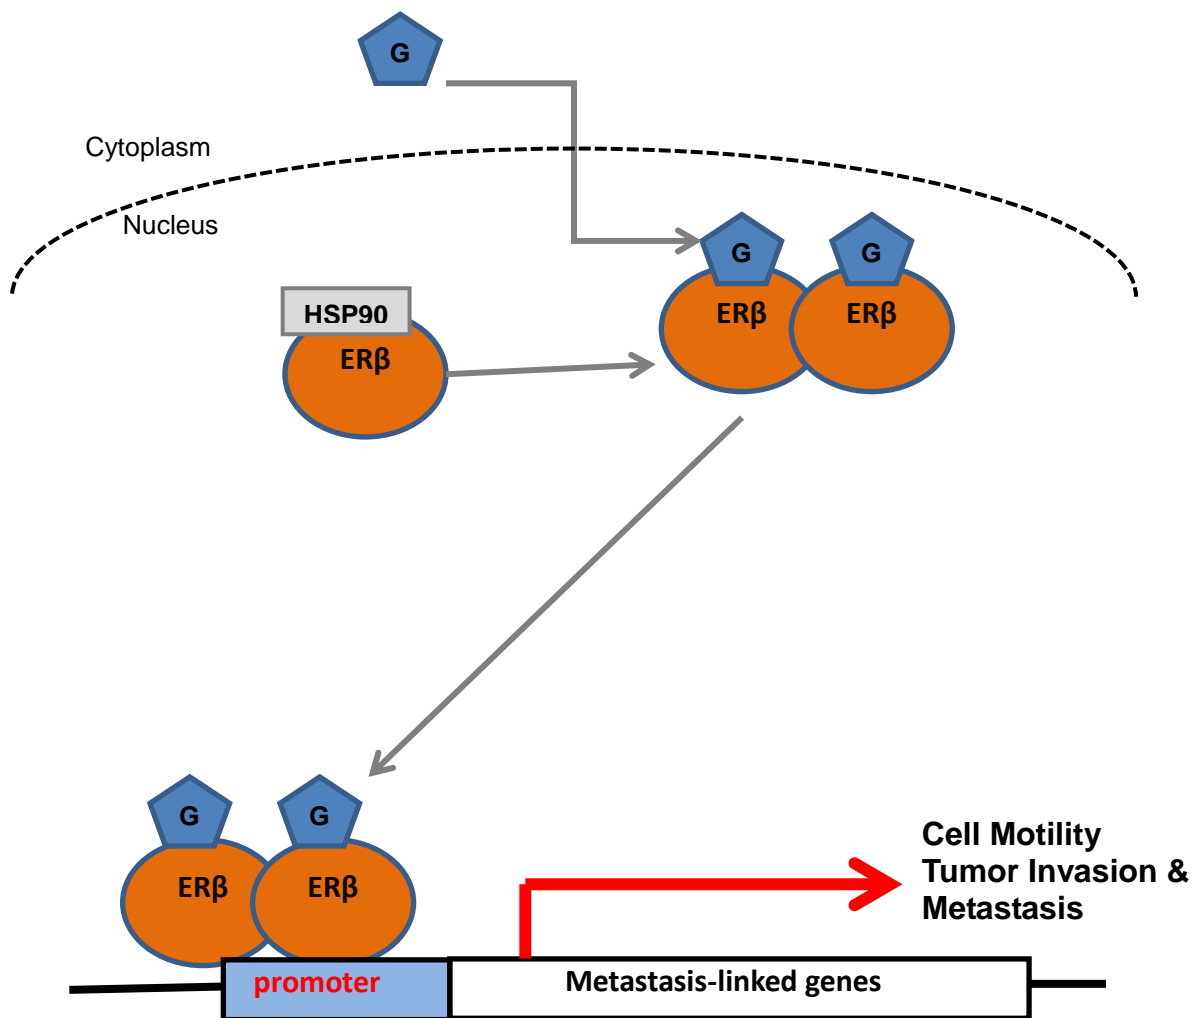 G
Cytoplasm
Nucleus
G
G
HSP90
ERβ
ERβ
ERβ
G
G
ERβ
ERβ
Cell Motility
Tumor Invasion &
Metastasis
promoter
Metastasis-linked genes